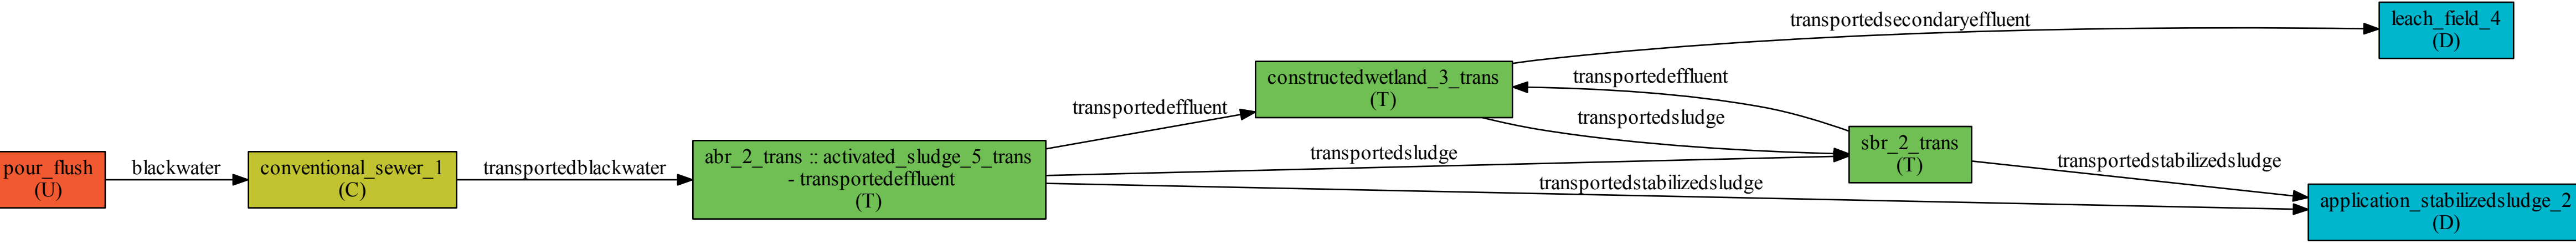 pour_flush
(U)
blackwater
conventional_sewer_1
(C)
transportedblackwater
abr_2_trans :: activated_sludge_5_trans
- transportedeffluent
(T)
transportedeffluent
transportedsludge
transportedstabilizedsludge
constructedwetland_3_trans
(T)
transportedsecondaryeffluent
transportedeffluent
transportedsludge
sbr_2_trans
(T)
transportedstabilizedsludge
leach_field_4
(D)
application_stabilizedsludge_2
(D)